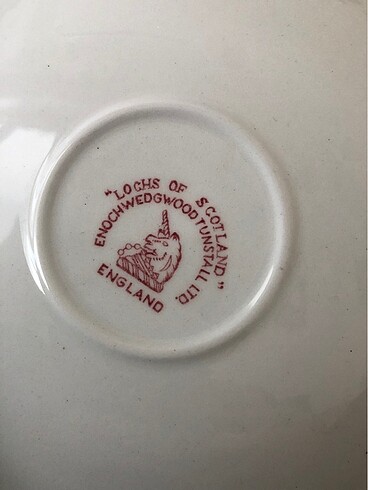 "LOCHS OF SCOTLAND"
ENOCH WEDGWOOD TUNSTALL LTD.
ENGLAND